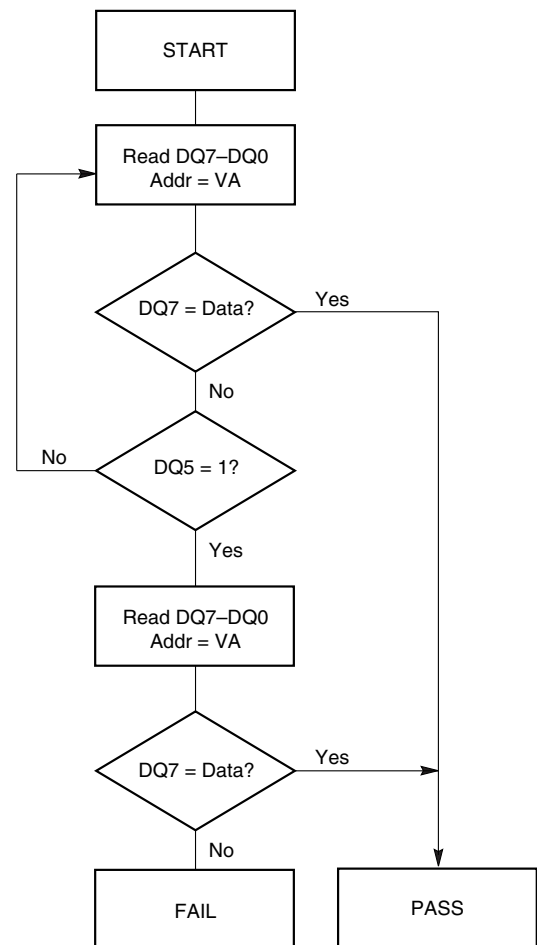 START
Read DQ7–DQ0
Addr = VA
DQ7 = Data?
Yes
No
DQ5 = 1?
No
Yes
Read DQ7–DQ0
Addr = VA
DQ7 = Data?
Yes
No
FAIL
PASS